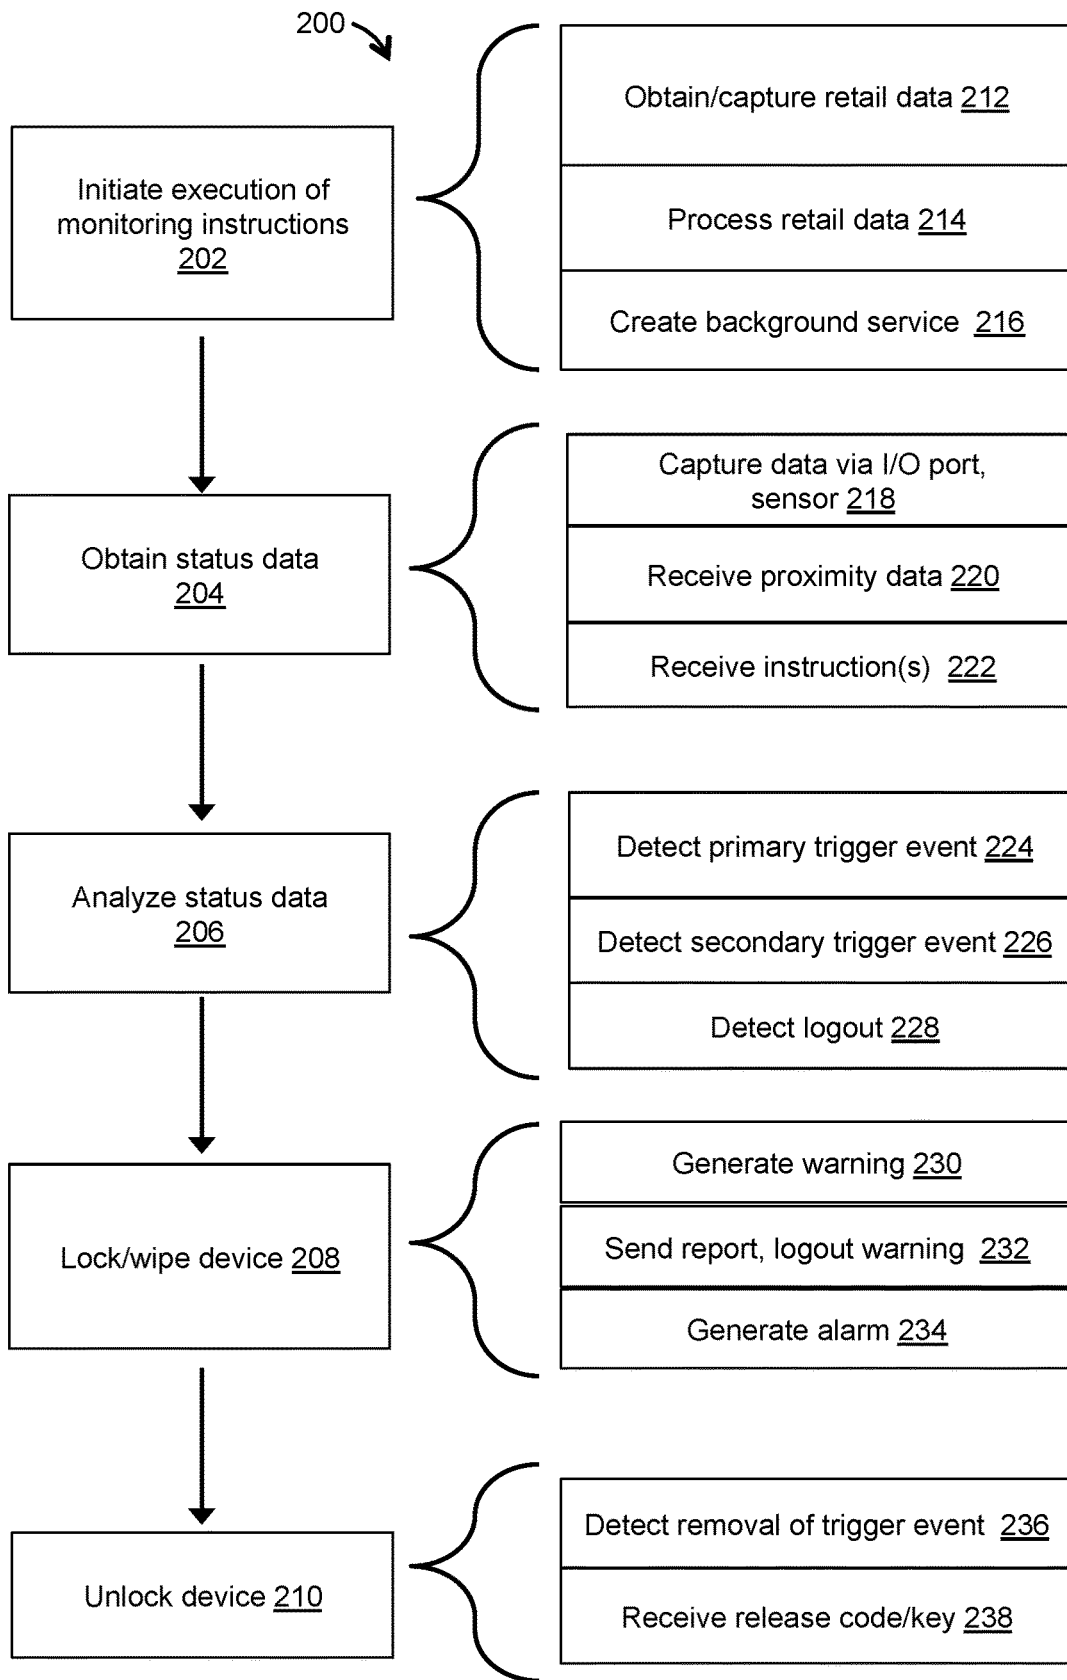 200
Initiate execution of
monitoring instructions
202
Obtain/capture retail data 212
Process retail data 214
Create background service 216
Obtain status data
204
Capture data via I/O port,
sensor 218
Receive proximity data 220
Receive instruction(s) 222
Analyze status data
206
Detect primary trigger event 224
Detect secondary trigger event 226
Detect logout 228
Lock/wipe device 208
Generate warning 230
Send report, logout warning 232
Generate alarm 234
Unlock device 210
Detect removal of trigger event 236
Receive release code/key 238